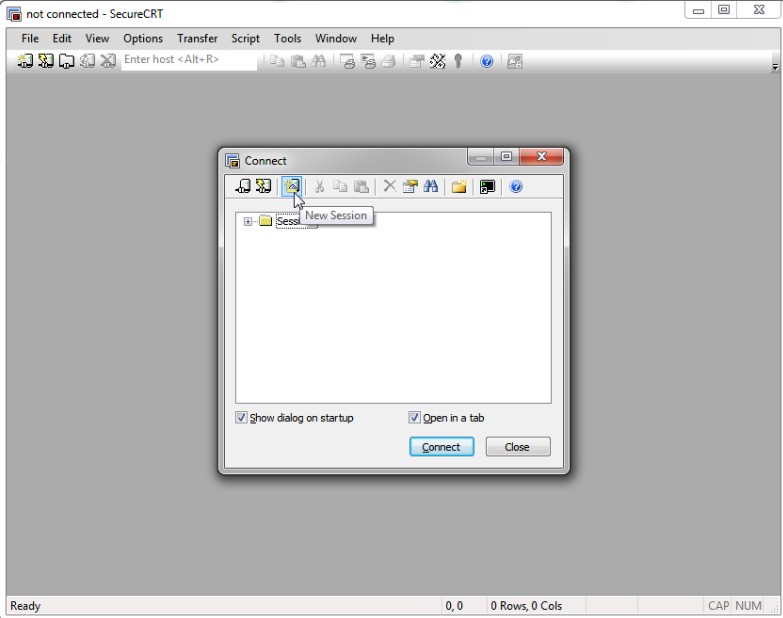 not connected - SecureCRT
File Edit View Options Transfer Script Tools Window Help
Enter host <Alt+R>
Connect
New Session
Show dialog on startup
Open in a tab
Connect
Close
Ready
0, 0
0 Rows, 0 Cols
CAP NUM